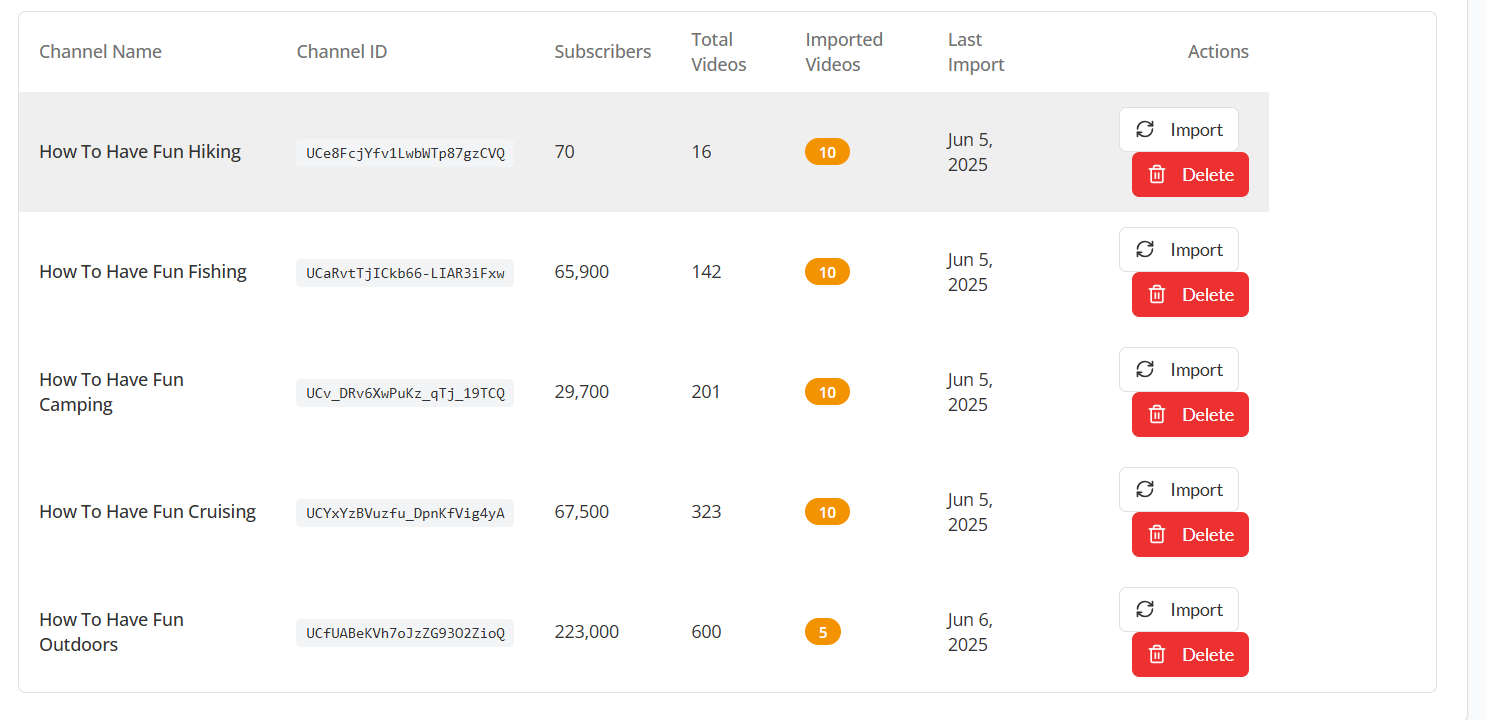 Channel Name Channel ID Subscribers Total Videos Imported Videos Last Import Actions
How To Have Fun Hiking UCe8FcjYfv1LwbWTp87gzCVQ 70 16 10 Jun 5, 2025 Import
Delete
How To Have Fun Fishing UCaRvtTjICkb66-LIAR3iFxw 65,900 142 10 Jun 5, 2025 Import
Delete
How To Have Fun Camping UCv_DRv6XwPuKz_qTj_19TCQ 29,700 201 10 Jun 5, 2025 Import
Delete
How To Have Fun Cruising UCYxYzBVuzfu_DpnKfVig4yA 67,500 323 10 Jun 5, 2025 Import
Delete
How To Have Fun Outdoors UCfUABeKVh7oJzZG93O2ZioQ 223,000 600 5 Jun 6, 2025 Import
Delete